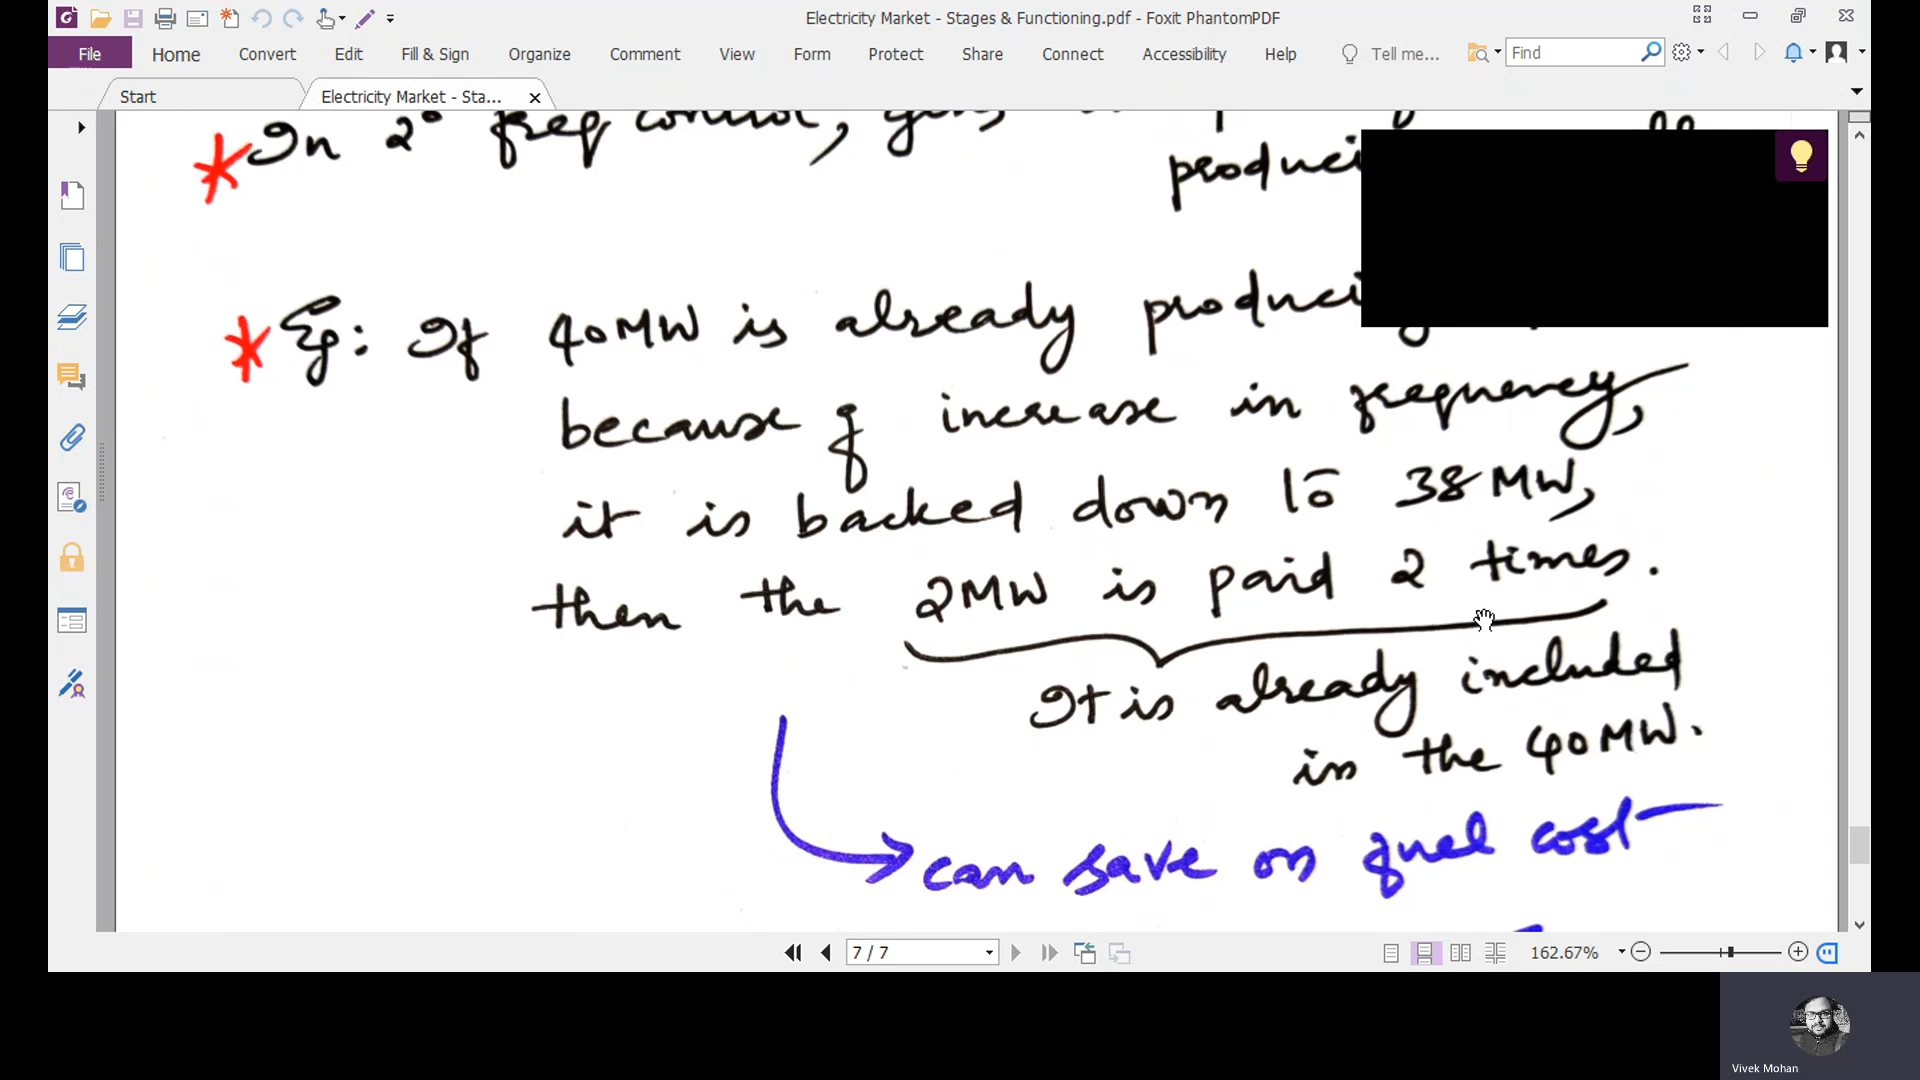 Electricity Market - Stages & Functioning.pdf - Foxit PhantomPDF
File Home Convert Edit Fill & Sign Organize Comment View Form Protect Share Connect Accessibility Help Tell me... Find
Start Electricity Market - Sta...
*In 2° freq control,
*Eg: If 40MW is already
because of increase in frequency,
it is backed down to 38MW,
then the 2MW is paid 2 times.
It is already included
in the 40MW.
can save on fuel cost
7 / 7 162.67%
Vivek Mohan